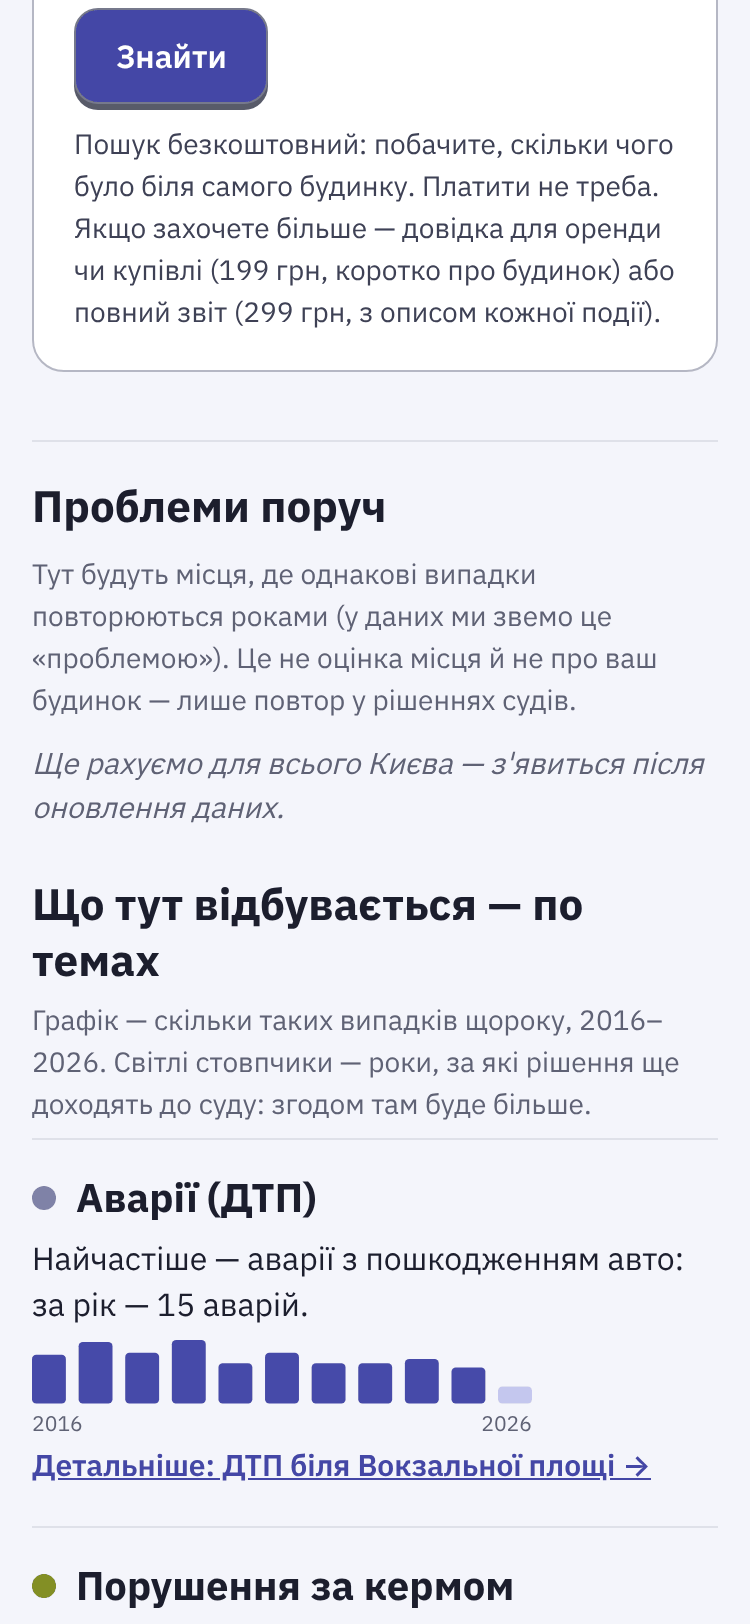 Знайти
Пошук безкоштовний: побачите, скільки чого
було біля самого будинку. Платити не треба.
Якщо захочете більше — довідка для оренди
чи купівлі (199 грн, коротко про будинок) або
повний звіт (299 грн, з описом кожної події).
Проблеми поруч
Тут будуть місця, де однакові випадки
повторюються роками (у даних ми звемо це
«проблемою»). Це не оцінка місця й не про ваш
будинок — лише повтор у рішеннях судів.
Ще рахуємо для всього Києва — з'явиться після
оновлення даних.
Що тут відбувається — по
темах
Графік — скільки таких випадків щороку, 2016–
2026. Світлі стовпчики — роки, за які рішення ще
доходять до суду: згодом там буде більше.
Аварії (ДТП)
Найчастіше — аварії з пошкодженням авто:
за рік — 15 аварій.
2016 2026
Детальніше: ДТП біля Вокзальної площі →
Порушення за кермом